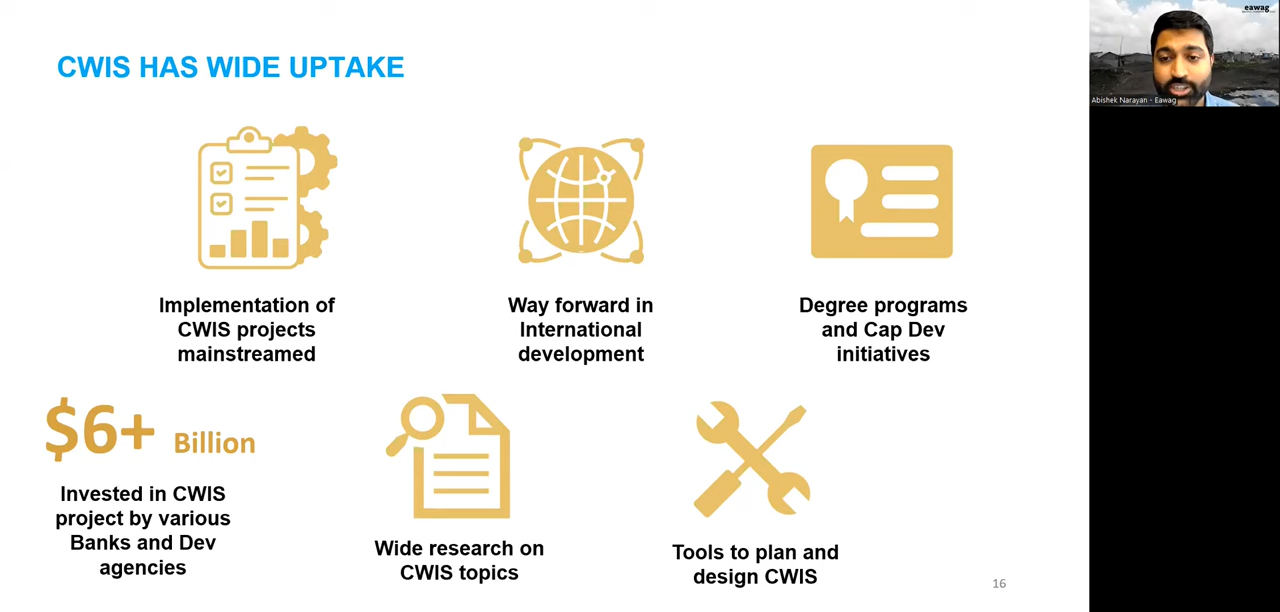 CWIS HAS WIDE UPTAKE
Implementation of
CWIS projects
mainstreamed
Way forward in
International
development
Degree programs
and Cap Dev
initiatives
$6+ Billion
Invested in CWIS
project by various
Banks and Dev
agencies
Wide research on
CWIS topics
Tools to plan and
design CWIS
16
eawag
Abishek Narayan - Eawag